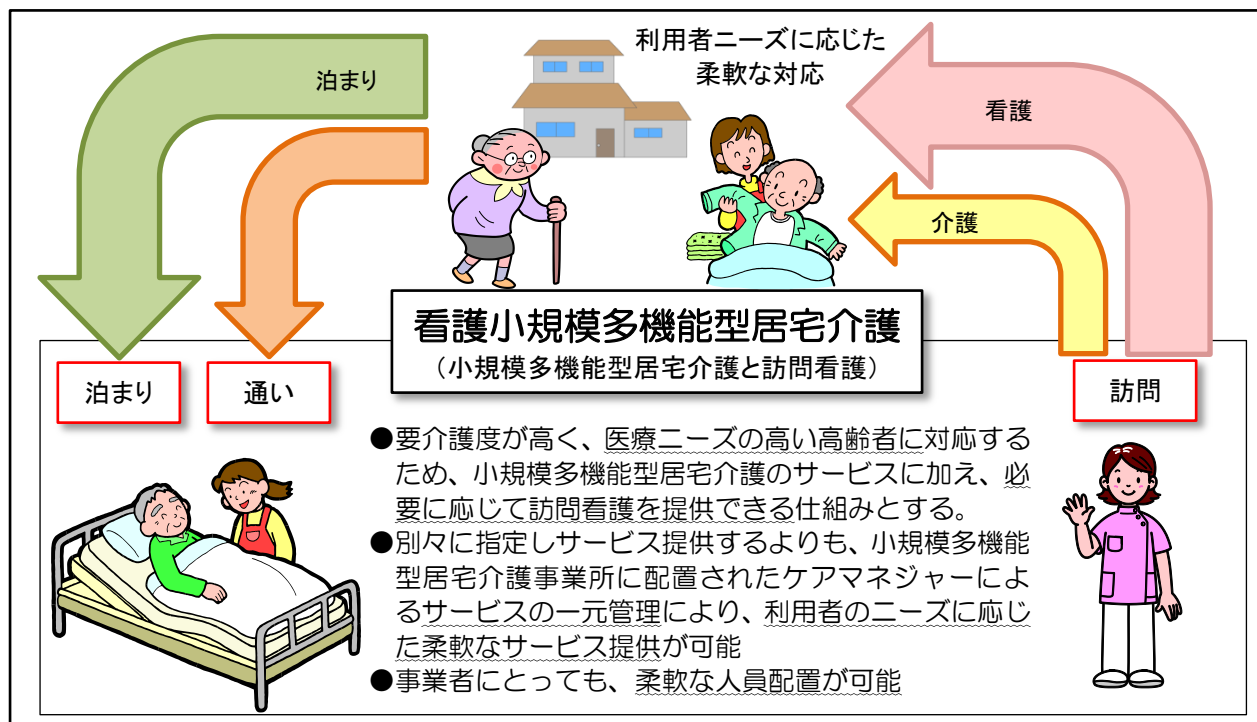 利用者ニーズに応じた
柔軟な対応
泊まり
看護
介護
看護小規模多機能型居宅介護
（小規模多機能型居宅介護と訪問看護）
泊まり
通い
訪問
●要介護度が高く、医療ニーズの高い高齢者に対応する
ため、小規模多機能型居宅介護のサービスに加え、必
要に応じて訪問看護を提供できる仕組みとする。
●別々に指定しサービス提供するよりも、小規模多機能
型居宅介護事業所に配置されたケアマネジャーによ
るサービスの一元管理により、利用者のニーズに応じ
た柔軟なサービス提供が可能
●事業者にとっても、柔軟な人員配置が可能